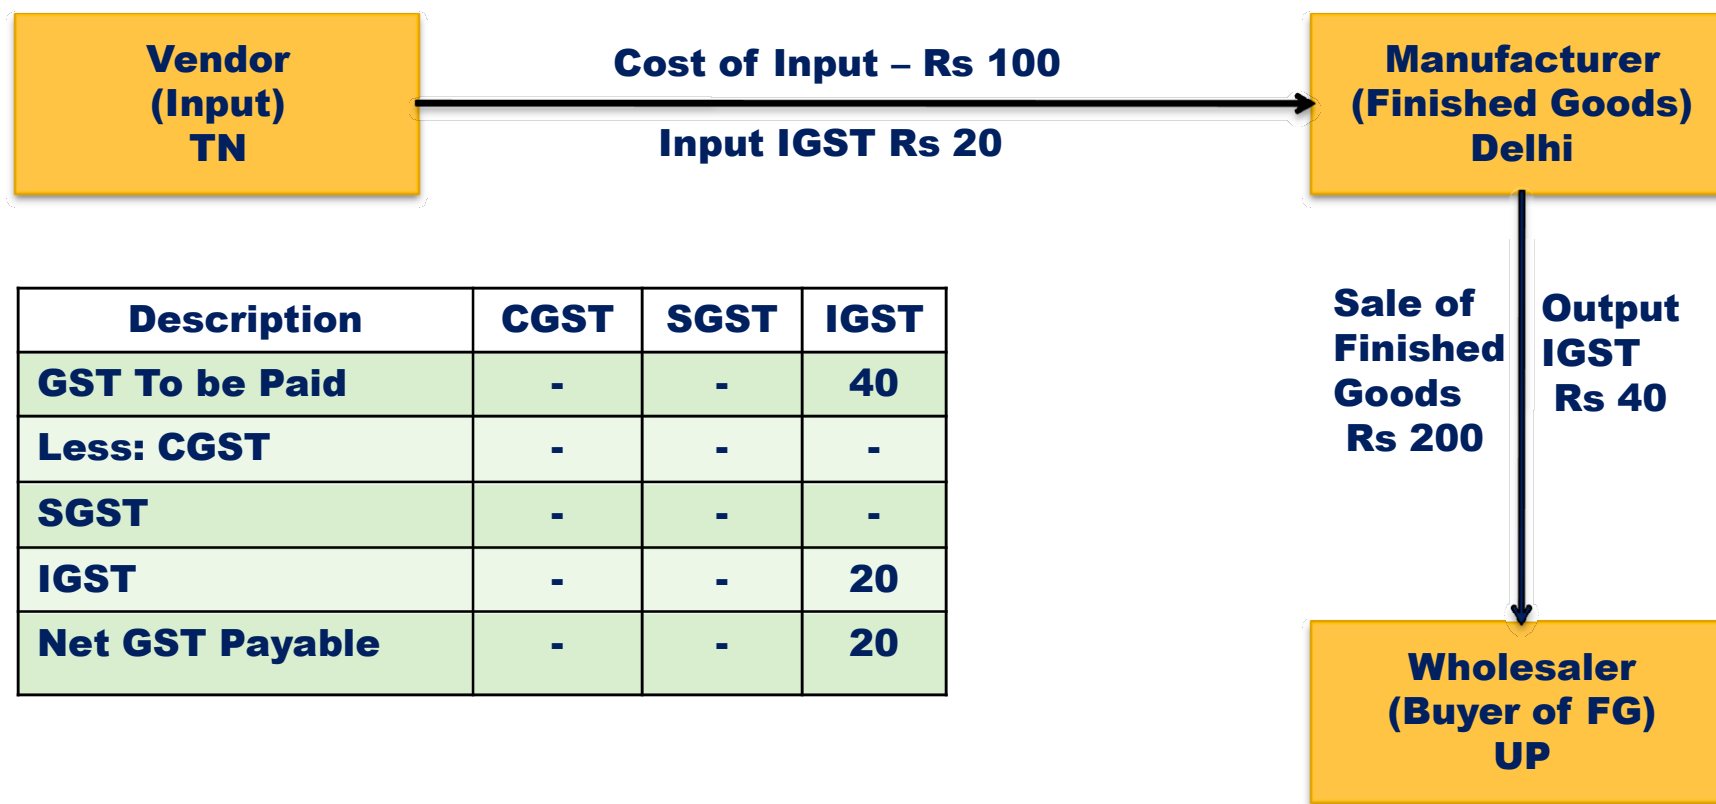 Vendor
(Input)
TN
Cost of Input – Rs 100
Input IGST Rs 20
Manufacturer
(Finished Goods)
Delhi
Sale of
Finished
Goods
Rs 200
Output
IGST
Rs 40
Description CGST SGST IGST
GST To be Paid - - 40
Less: CGST - - -
SGST - - -
IGST - - 20
Net GST Payable - - 20
Wholesaler
(Buyer of FG)
UP